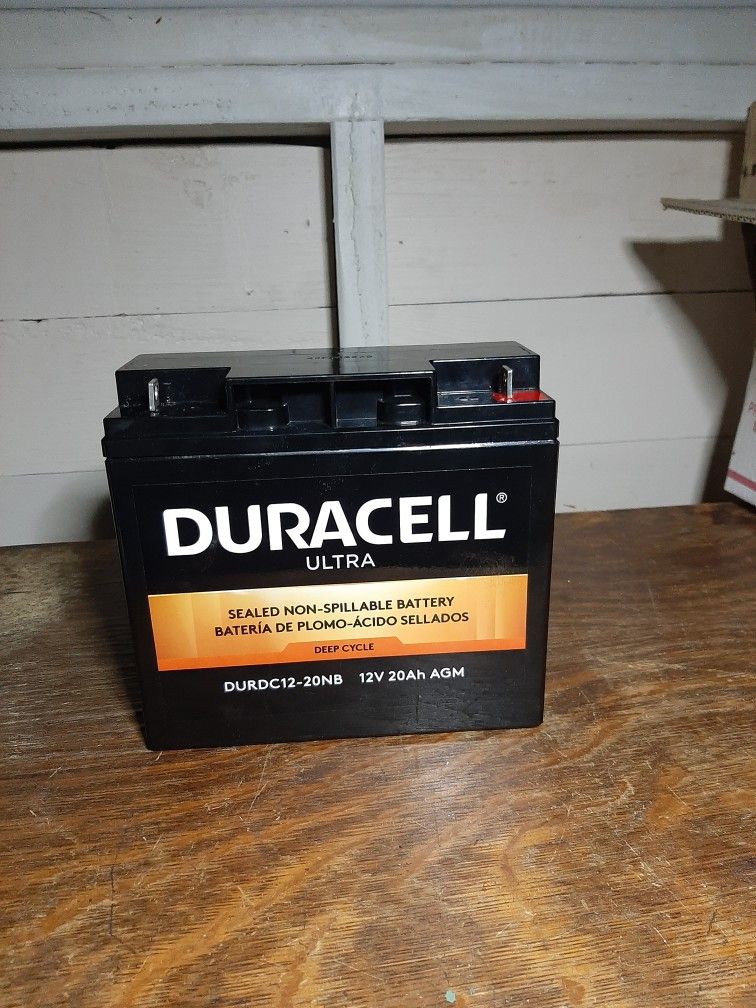 DURACELL®
ULTRA
SEALED NON-SPILLABLE BATTERY
BATERÍA DE PLOMO-ÁCIDO SELLADOS
DEEP CYCLE
DURDC12-20NB 12V 20Ah AGM